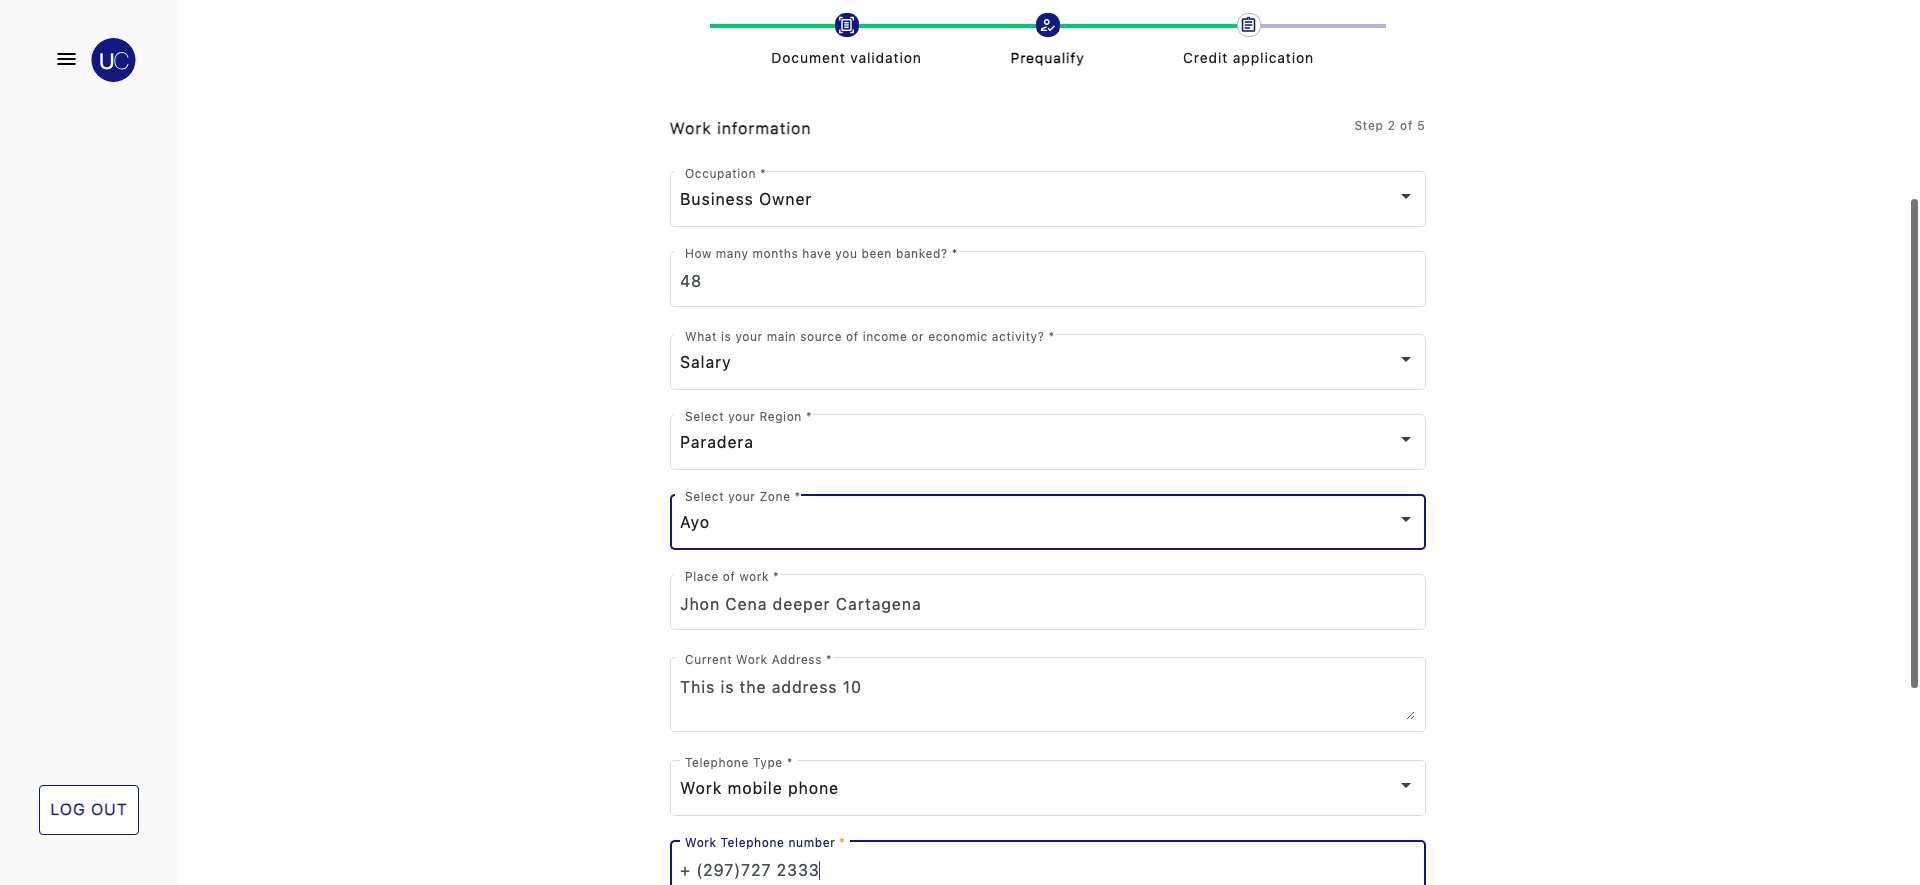 UC
Document validation
Prequalify
Credit application
Work information
Step 2 of 5
Occupation *
Business Owner
How many months have you been banked? *
48
What is your main source of income or economic activity? *
Salary
Select your Region *
Paradera
Select your Zone *
Ayo
Place of work *
Jhon Cena deeper Cartagena
Current Work Address *
This is the address 10
Telephone Type *
Work mobile phone
Work Telephone number *
+ (297)727 2333
LOG OUT